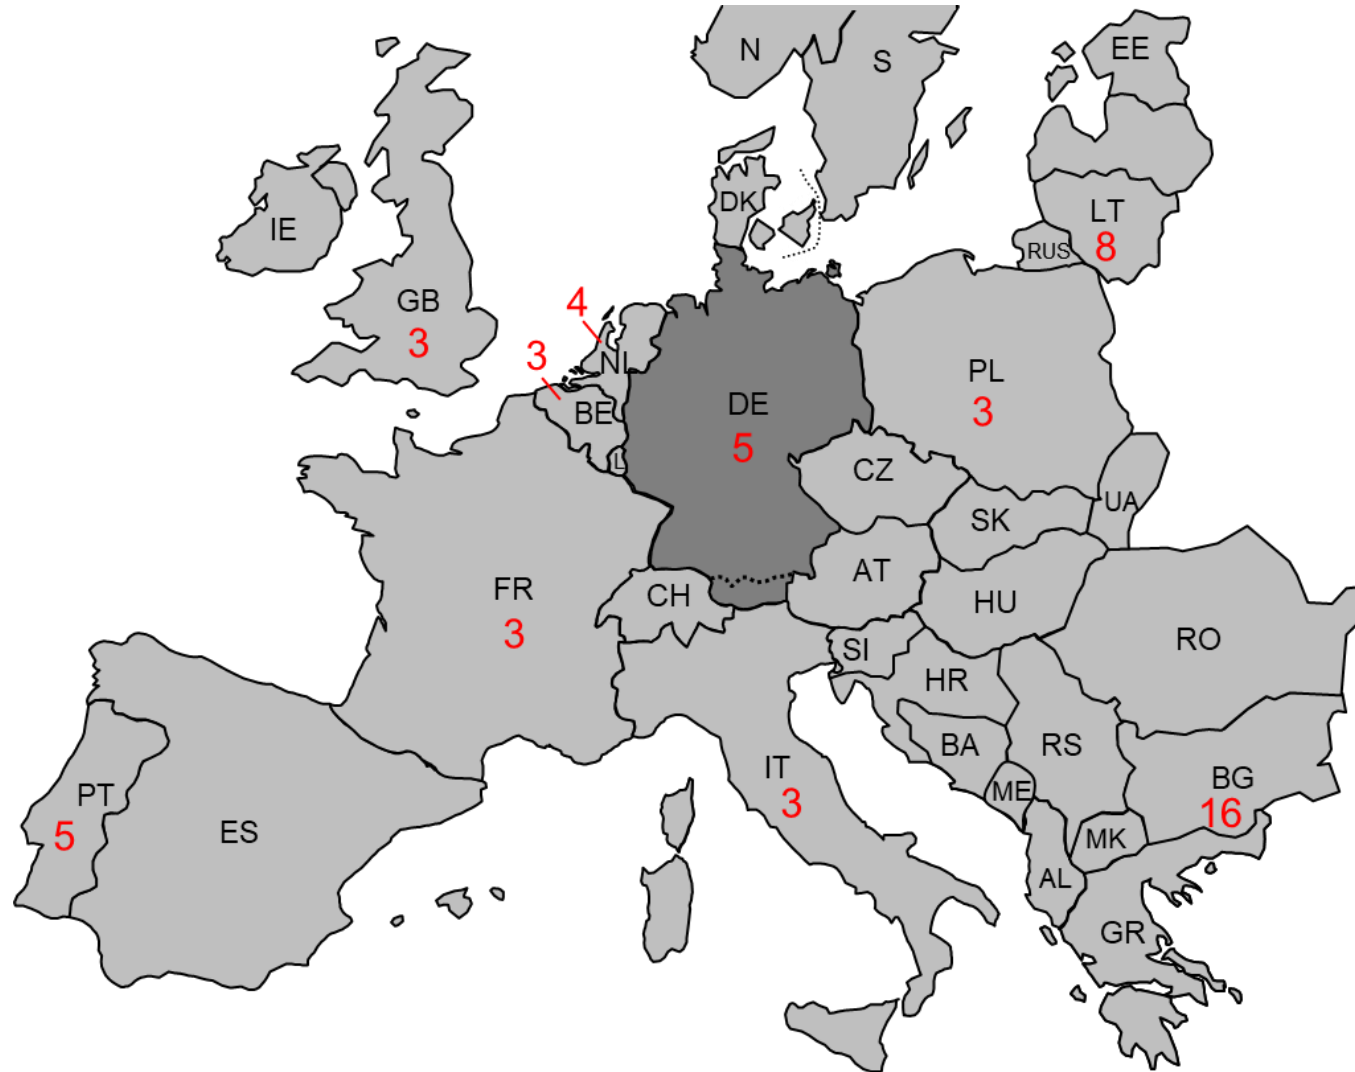 N
S
EE
DK
LT
8
IE
RUS
GB
3
4
3
NL
PL
3
DE
5
BE
L
CZ
UA
SK
AT
FR
3
CH
HU
RO
SI
HR
BA
RS
IT
3
BG
16
ME
PT
5
ES
MK
AL
GR